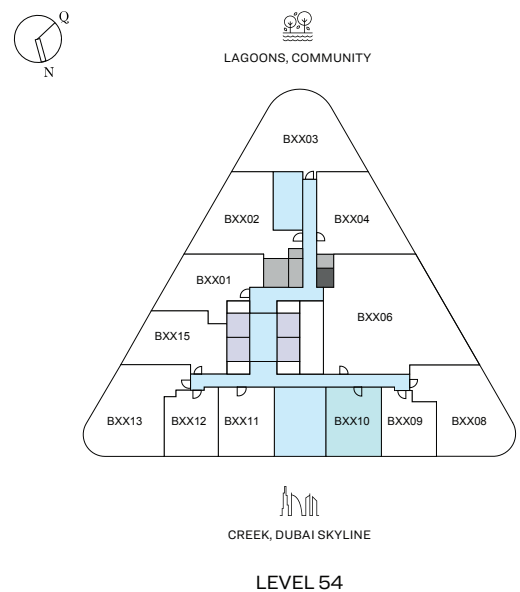 Q
N
LAGOONS, COMMUNITY
BXX03
BXX02 BXX04
BXX01
BXX06
BXX15
BXX13 BXX12 BXX11 BXX10 BXX09 BXX08
CREEK, DUBAI SKYLINE
LEVEL 54